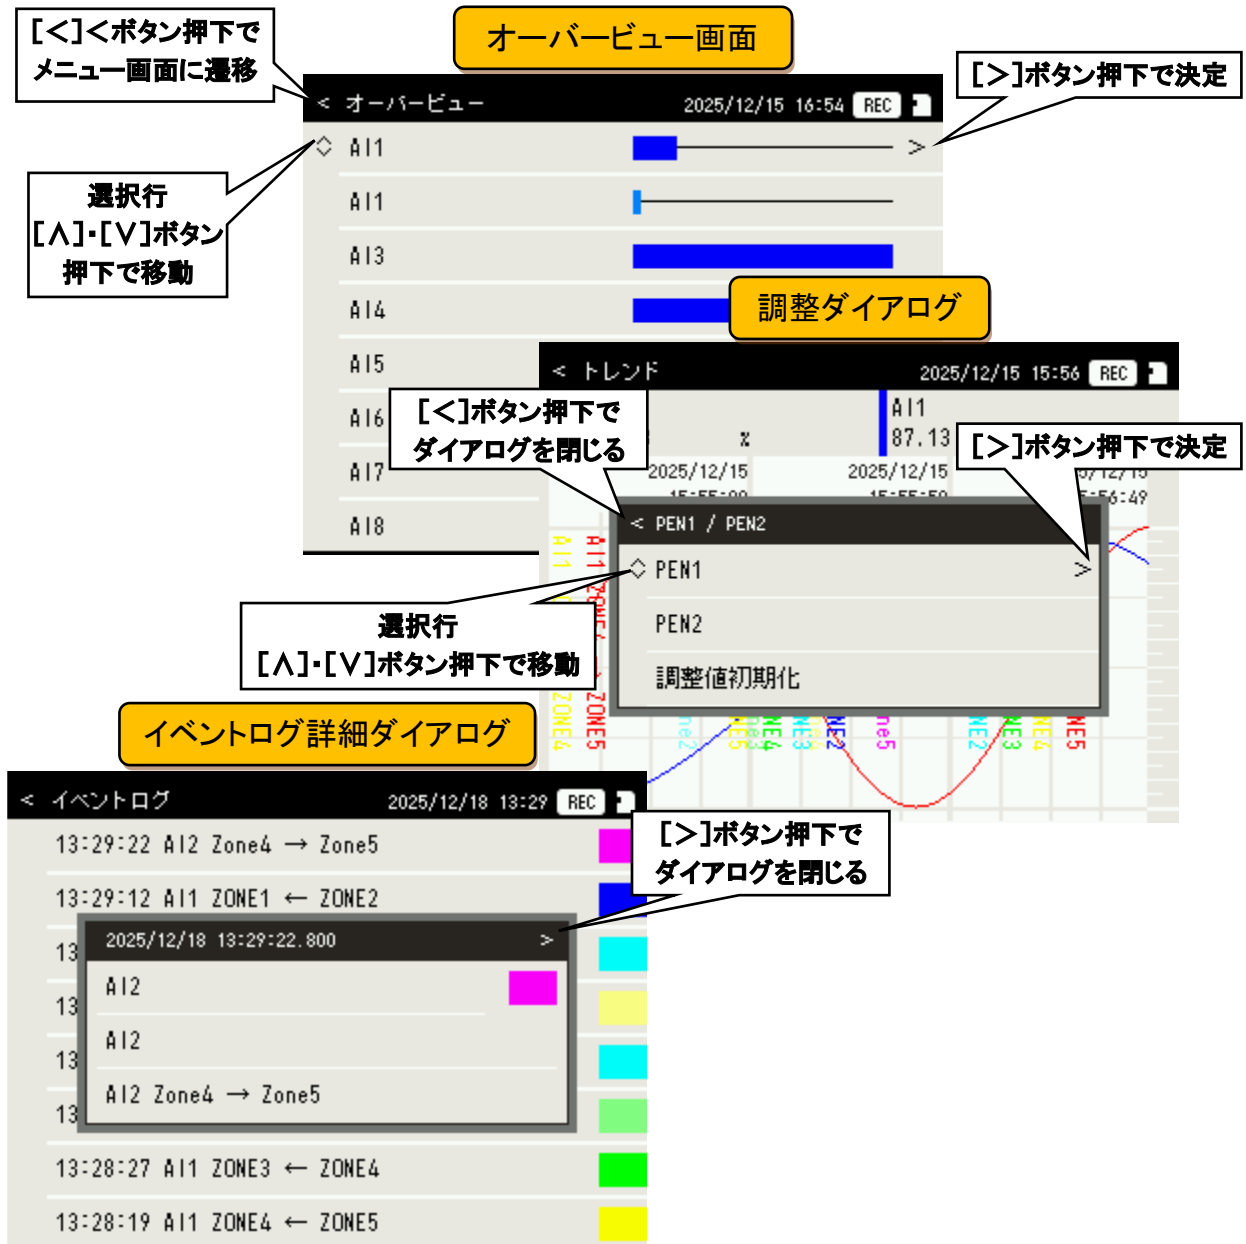 [＜]＜ボタン押下で
メニュー画面に遷移
オーバービュー画面
[＞]ボタン押下で決定
< オーバービュー 2025/12/15 16:54 REC
◇ AI1 >
選択行
[∧]・[∨]ボタン
押下で移動
AI1
AI3
AI4
AI5
AI6
AI7
AI8
調整ダイアログ
< トレンド 2025/12/15 15:56 REC
[＜]ボタン押下で
ダイアログを閉じる
%
AI1
87.13
[＞]ボタン押下で決定
2025/12/15 2025/12/15
< PEN1 / PEN2
◇ PEN1 >
PEN2
調整値初期化
選択行
[∧]・[∨]ボタン押下で移動
イベントログ詳細ダイアログ
< イベントログ 2025/12/18 13:29 REC
[＞]ボタン押下で
ダイアログを閉じる
13:29:22 AI2 Zone4 → Zone5
13:29:12 AI1 ZONE1 ← ZONE2
2025/12/18 13:29:22.800 >
AI2
AI2
AI2 Zone4 → Zone5
13
13
13
13
13:28:27 AI1 ZONE3 ← ZONE4
13:28:19 AI1 ZONE4 ← ZONE5